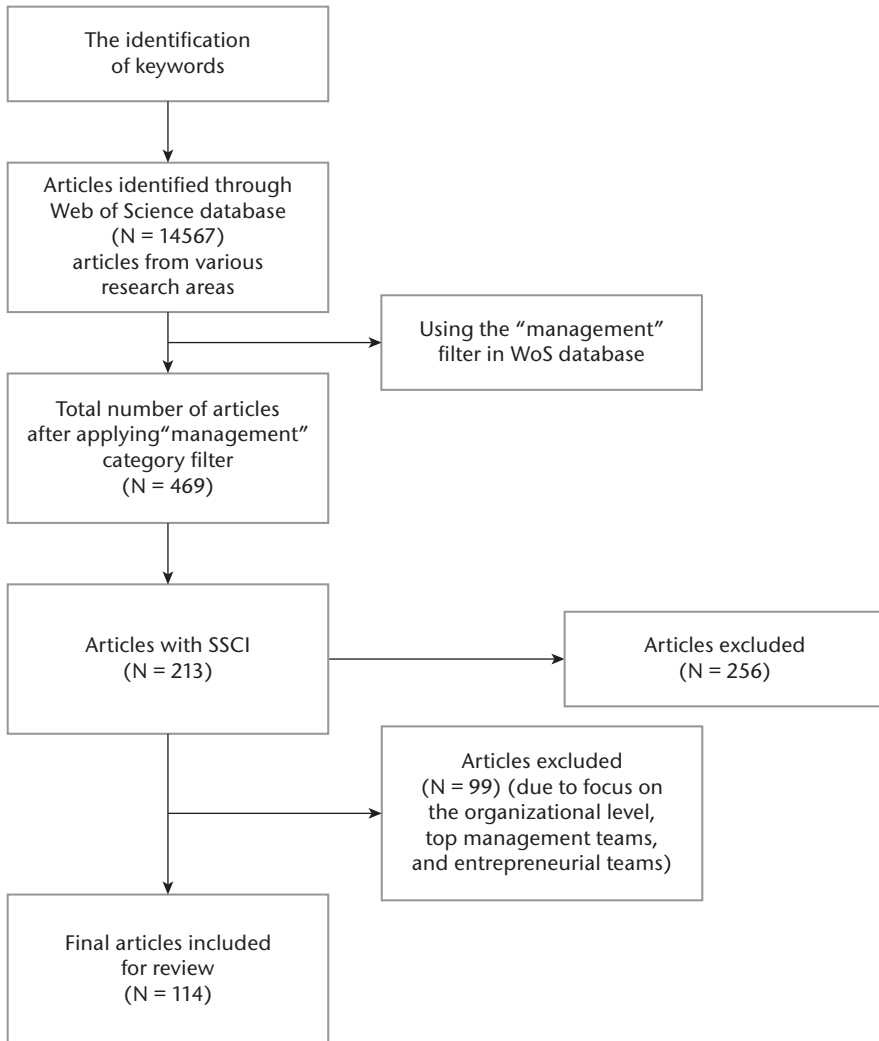 The identification
of keywords
Articles identified through
Web of Science database
(N = 14567)
articles from various
research areas
Using the “management”
filter in WoS database
Total number of articles
after applying“management”
category filter
(N = 469)
Articles with SSCI
(N = 213)
Articles excluded
(N = 256)
Articles excluded
(N = 99) (due to focus on
the organizational level,
top management teams,
and entrepreneurial teams)
Final articles included
for review
(N = 114)